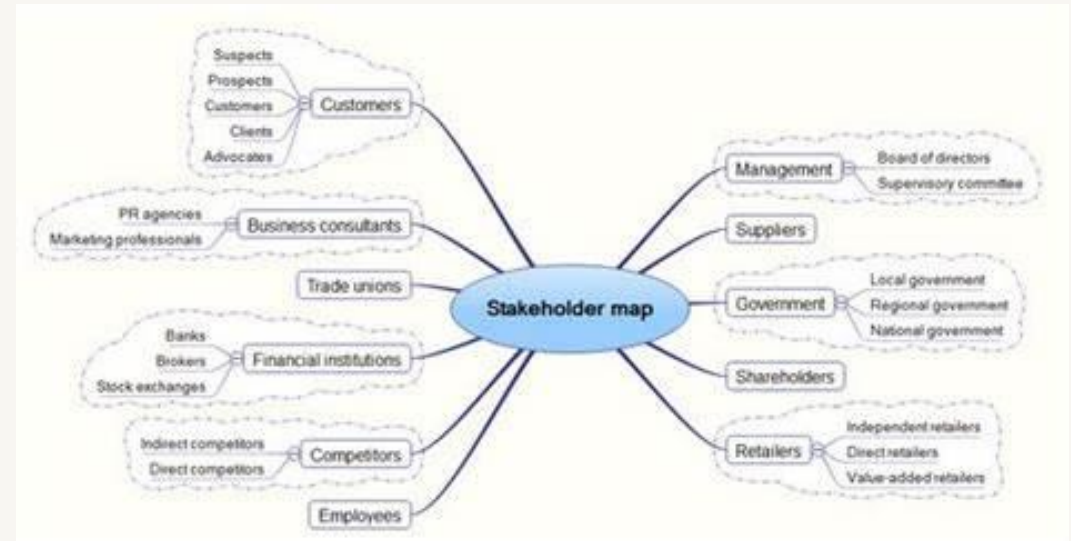 Suspects
Prospects
Customers
Clients
Advocates
Customers
PR agencies
Marketing professionals
Business consultants
Trade unions
Banks
Brokers
Stock exchanges
Financial institutions
Indirect competitors
Direct competitors
Competitors
Employees
Stakeholder map
Management
Board of directors
Supervisory committee
Suppliers
Government
Local government
Regional government
National government
Shareholders
Retailers
Independent retailers
Direct retailers
Value-added retailers